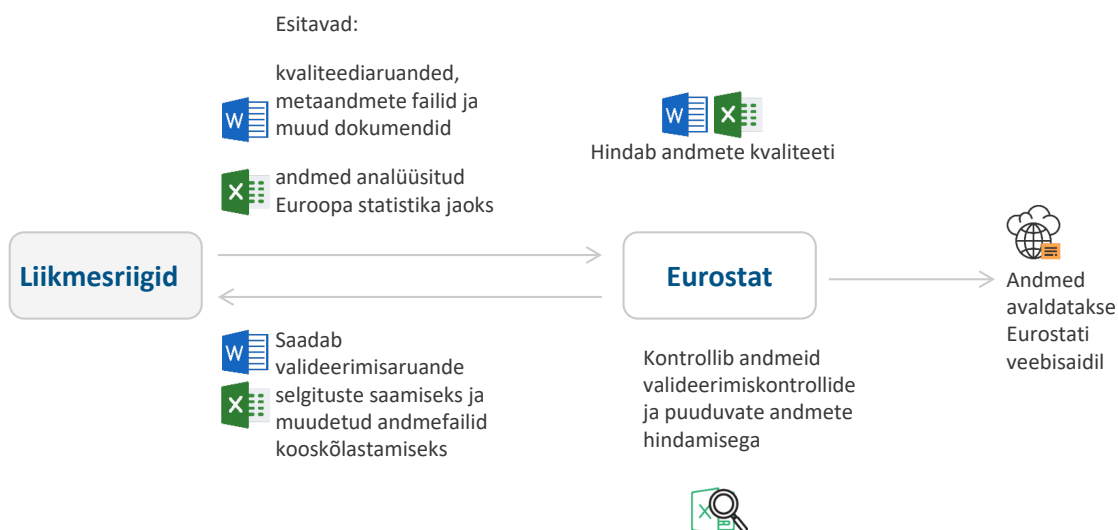 Esitavad:
kvaliteediaruanded,
metaandmete failid ja
muud dokumendid
andmed analüüsitud
Euroopa statistika jaoks
Hindab andmete kvaliteeti
Liikmesriigid
Eurostat
Andmed
avaldatakse
Eurostati
veebisaidil
Saadab
valideerimisaruande
selgituste saamiseks ja
muudetud andmefailid
kooskõlastamiseks
Kontrollib andmeid
valideerimiskontrollide
ja puuduvate andmete
hindamisega